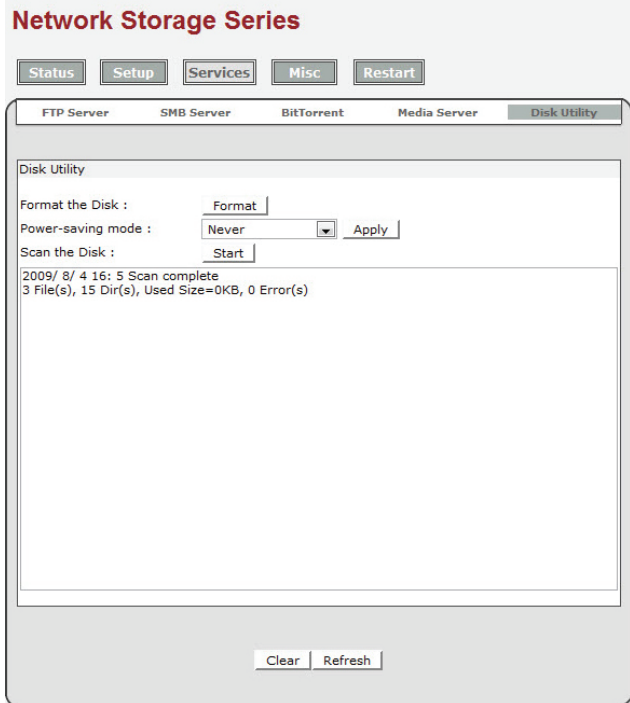 Network Storage Series
Status Setup Services Misc Restart
FTP Server SMB Server BitTorrent Media Server Disk Utility
Disk Utility
Format the Disk : Format
Power-saving mode : Never Apply
Scan the Disk : Start
2009/ 8/ 4 16: 5 Scan complete
3 File(s), 15 Dir(s), Used Size=0KB, 0 Error(s)
Clear Refresh